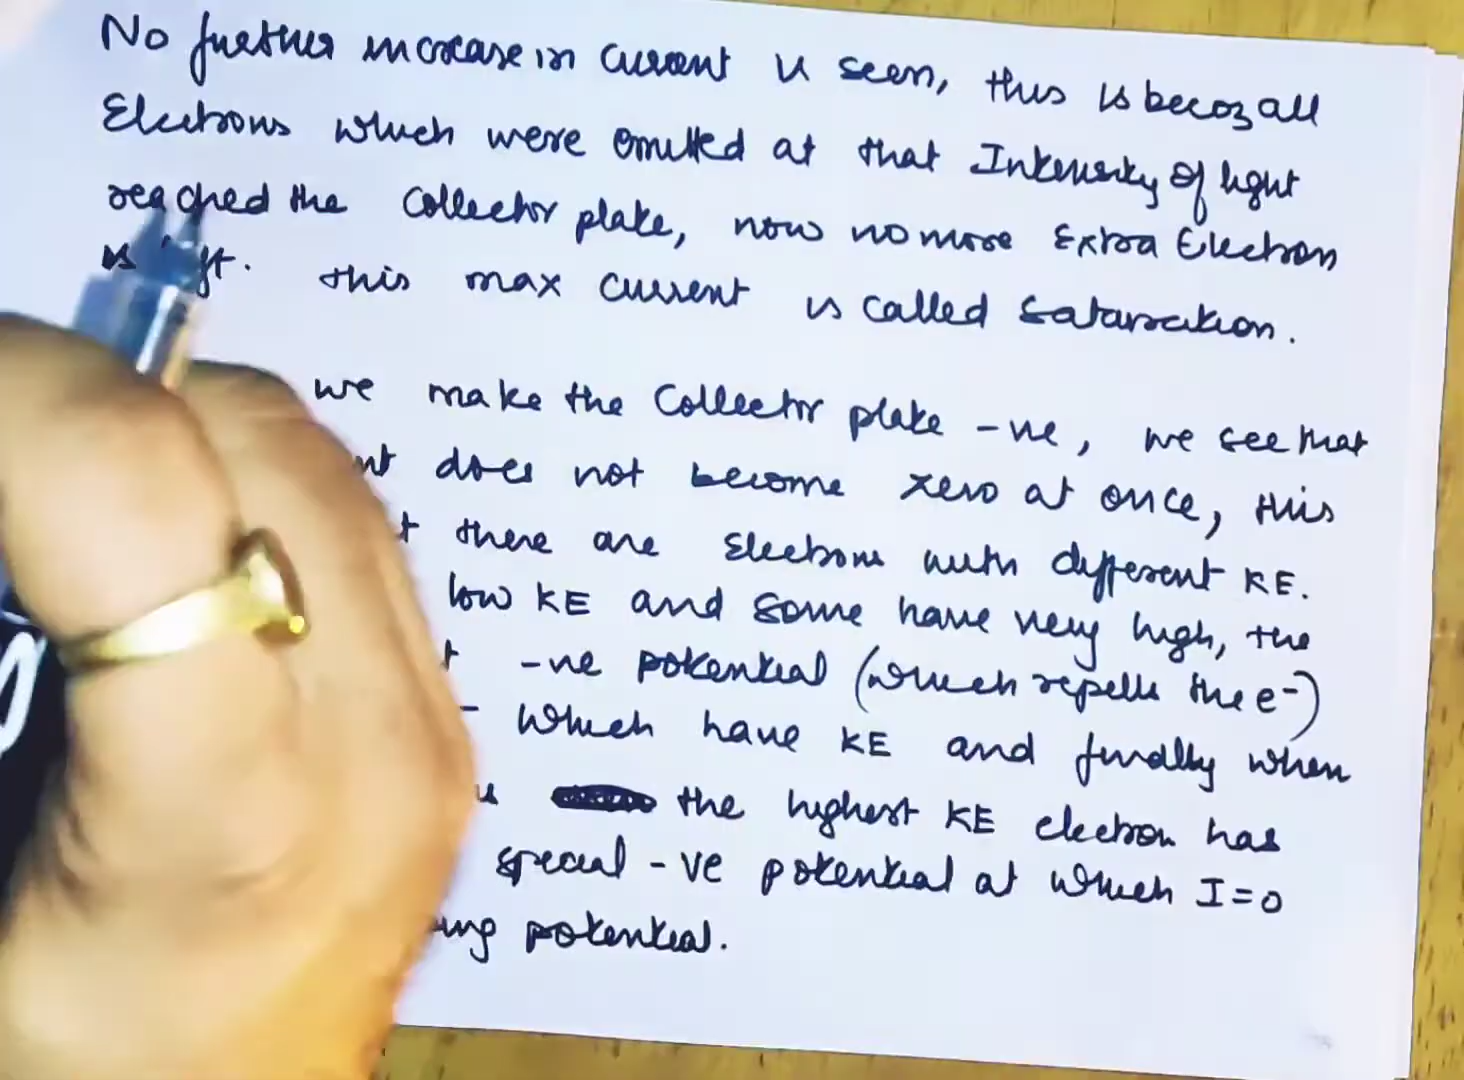 No further increase in current is seen, this is becoz all
Electrons which were emitted at that Intensity of light
reached the collector plate, now no more Extra Electron
is left. this max current is called Saturation.
we make the Collector plate -ve, we see that
does not become zero at once, this
there are Electrons with different KE.
low KE and some have very high, the
-ve potential (which repells the e-)
which have KE and finally when
the highest KE electron has
special -ve potential at which I=0
potential.